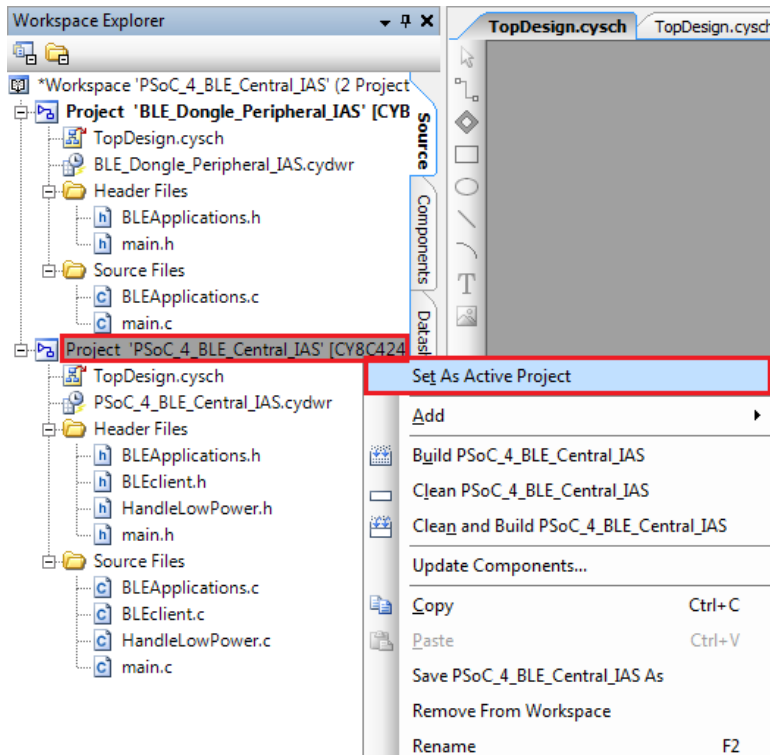 Workspace Explorer
TopDesign.cysch
TopDesign.cysch
*Workspace 'PSoC_4_BLE_Central_IAS' (2 Project
Project 'BLE_Dongle_Peripheral_IAS' [CYB
TopDesign.cysch
BLE_Dongle_Peripheral_IAS.cydwr
Header Files
BLEApplications.h
main.h
Source Files
BLEApplications.c
main.c
Project 'PSoC_4_BLE_Central_IAS' [CY8C424
TopDesign.cysch
PSoC_4_BLE_Central_IAS.cydwr
Header Files
BLEApplications.h
BLEclient.h
HandleLowPower.h
main.h
Source Files
BLEApplications.c
BLEclient.c
HandleLowPower.c
main.c
Source
Components
Datash
Set As Active Project
Add
Build PSoC_4_BLE_Central_IAS
Clean PSoC_4_BLE_Central_IAS
Clean and Build PSoC_4_BLE_Central_IAS
Update Components...
Copy Ctrl+C
Paste Ctrl+V
Save PSoC_4_BLE_Central_IAS As
Remove From Workspace
Rename F2